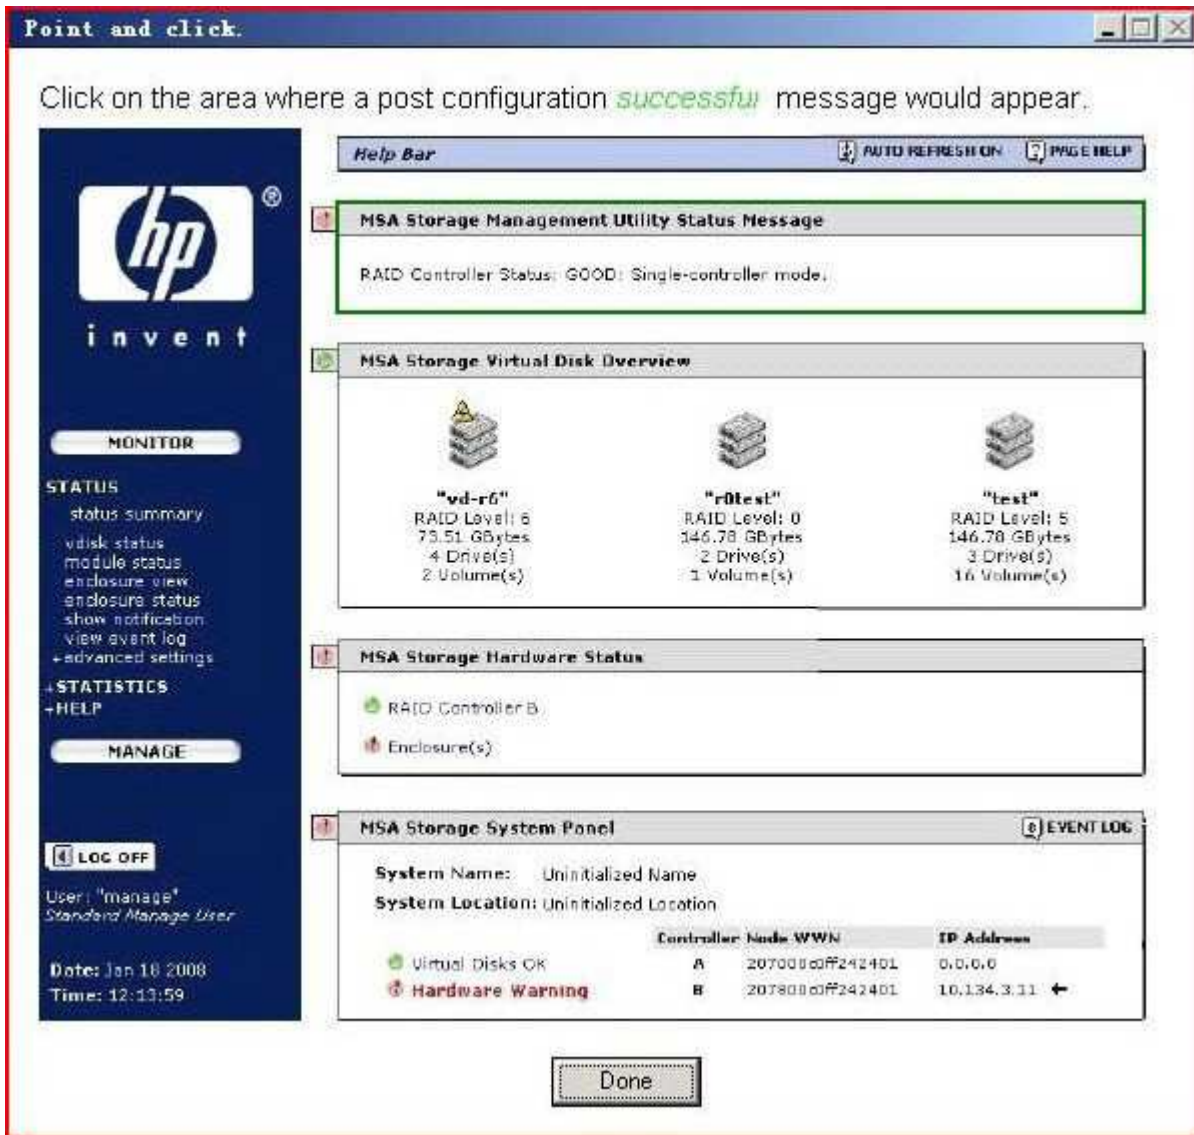 Point and click.
Click on the area where a post configuration successful message would appear.
hp ®
invent
MONITOR
STATUS
status summary
vdisk status
module status
enclosure view
enclosure status
show notification
view event log
+advanced settings
+STATISTICS
+HELP
MANAGE
LOG OFF
User: "manage"
Standard Manage User
Date: Jan 18 2008
Time: 12:13:59
Help Bar AUTO REFRESH ON ? PAGE HELP
MSA Storage Management Utility Status Message
RAID Controller Status: GOOD: Single-controller mode.
MSA Storage Virtual Disk Overview
"vd-r6" "r0test" "test"
RAID Level: 6 RAID Level: 0 RAID Level: 5
73.51 GBytes 146.78 GBytes 146.78 GBytes
4 Drive(s) 2 Drive(s) 3 Drive(s)
2 Volume(s) 1 Volume(s) 16 Volume(s)
MSA Storage Hardware Status
RAID Controller B
Enclosure(s)
MSA Storage System Panel EVENT LOG
System Name: Uninitialized Name
System Location: Uninitialized Location
Controller Node WWN IP Address
Virtual Disks OK A 207000c0ff242401 0.0.0.0
Hardware Warning B 207800c0ff242401 10.134.3.11
Done